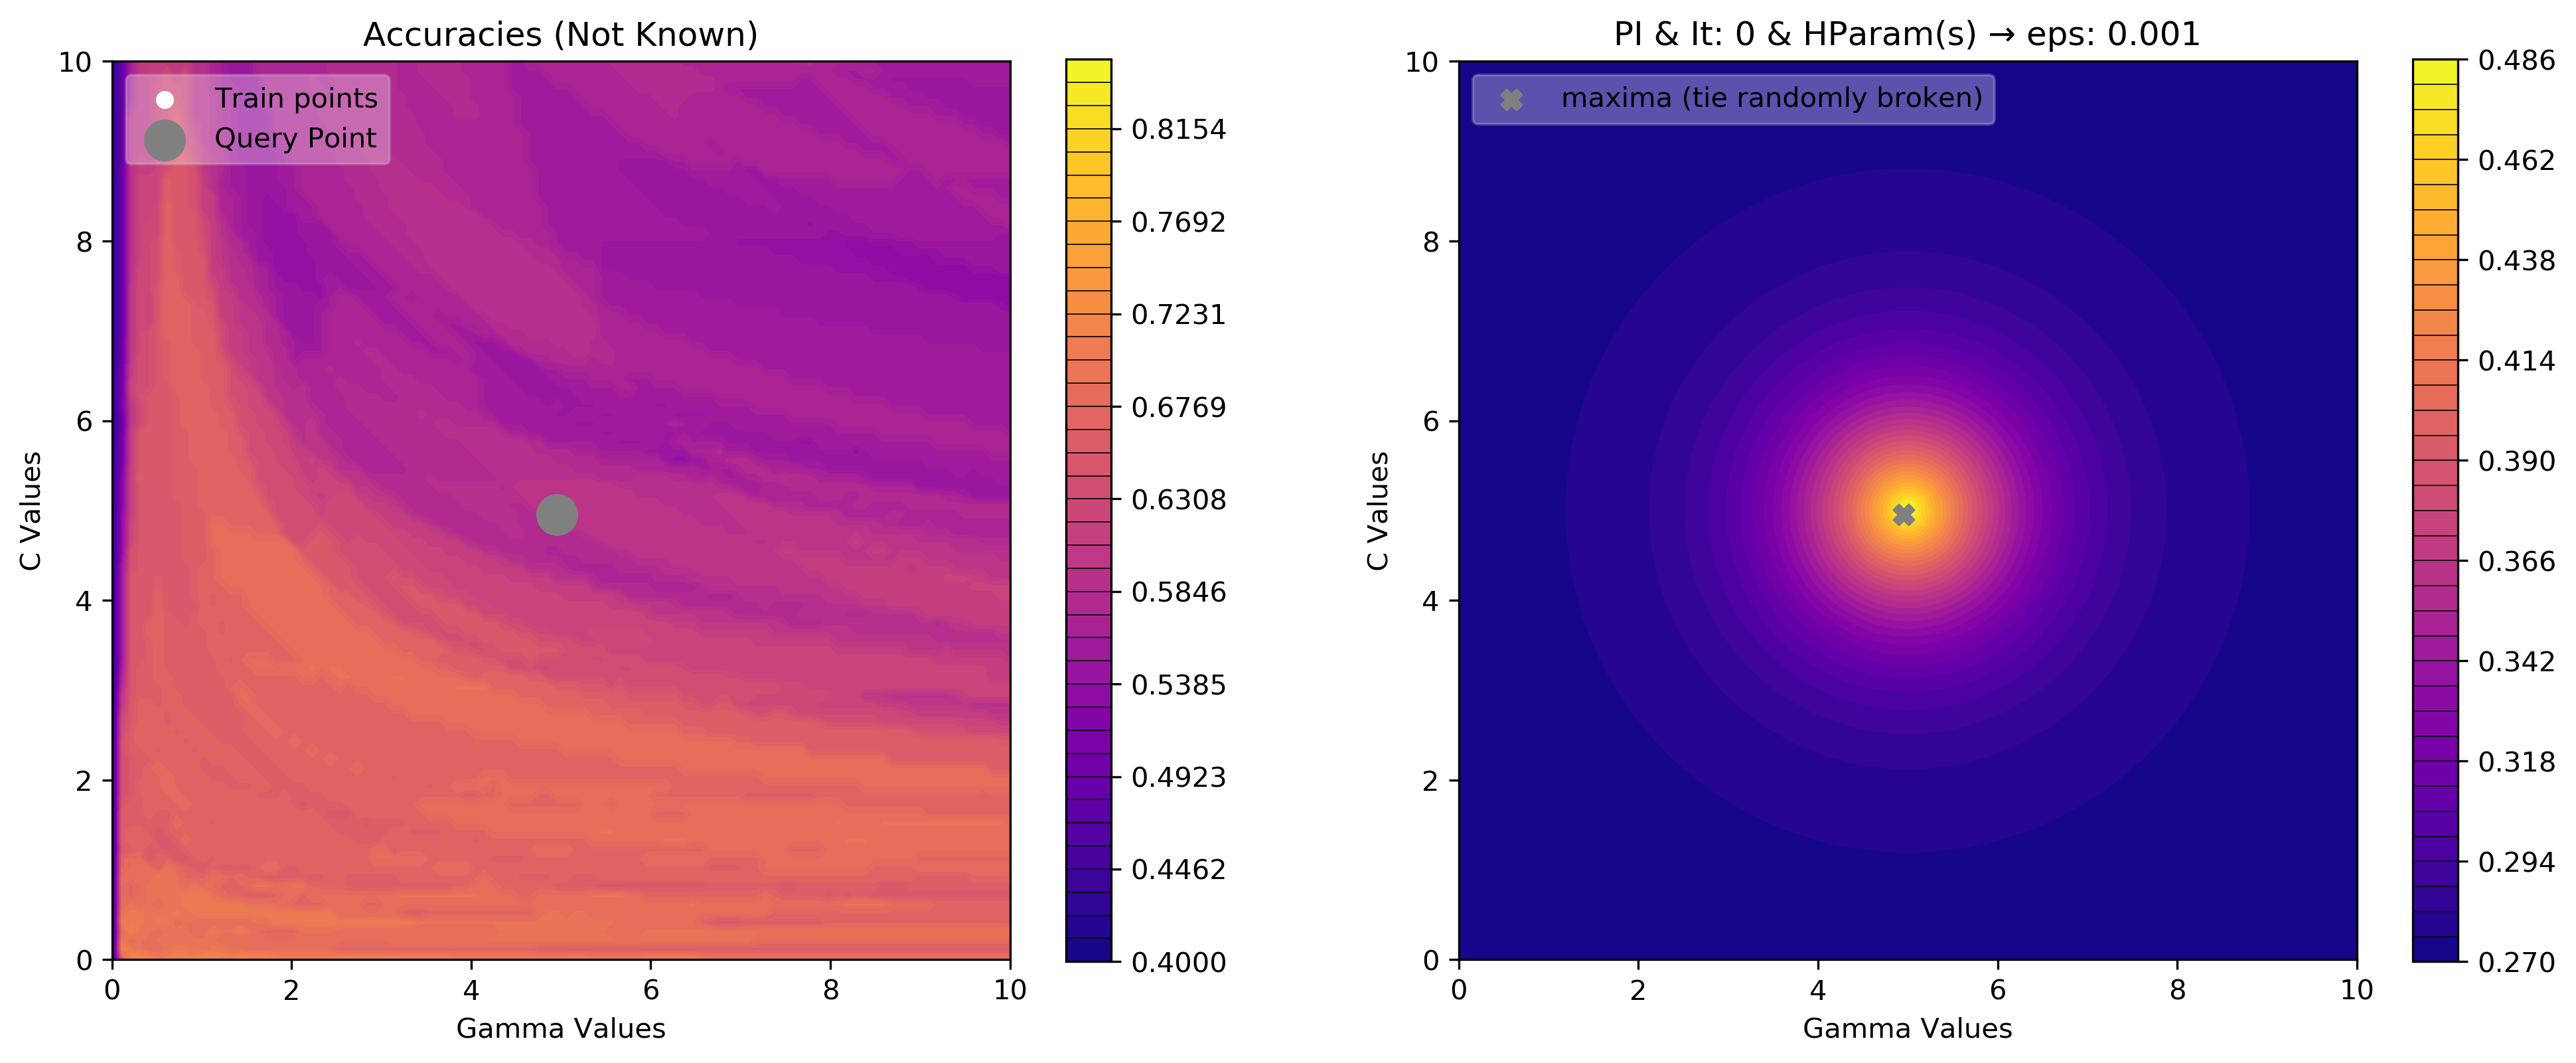 Accuracies (Not Known)
10
8
6
4
2
0
C Values
Train points
Query Point
0 2 4 6 8 10
Gamma Values
0.8154
0.7692
0.7231
0.6769
0.6308
0.5846
0.5385
0.4923
0.4462
0.4000
PI & It: 0 & HParam(s) → eps: 0.001
10
8
6
4
2
0
C Values
maxima (tie randomly broken)
0 2 4 6 8 10
Gamma Values
0.486
0.462
0.438
0.414
0.390
0.366
0.342
0.318
0.294
0.270